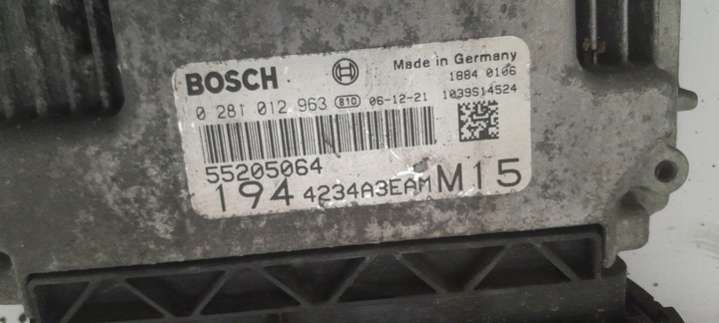 BOSCH
Made in Germany
1884 0106
0 281 012 963 810 06-12-21
1039S14524
55205064
194 4234A3EAM M15